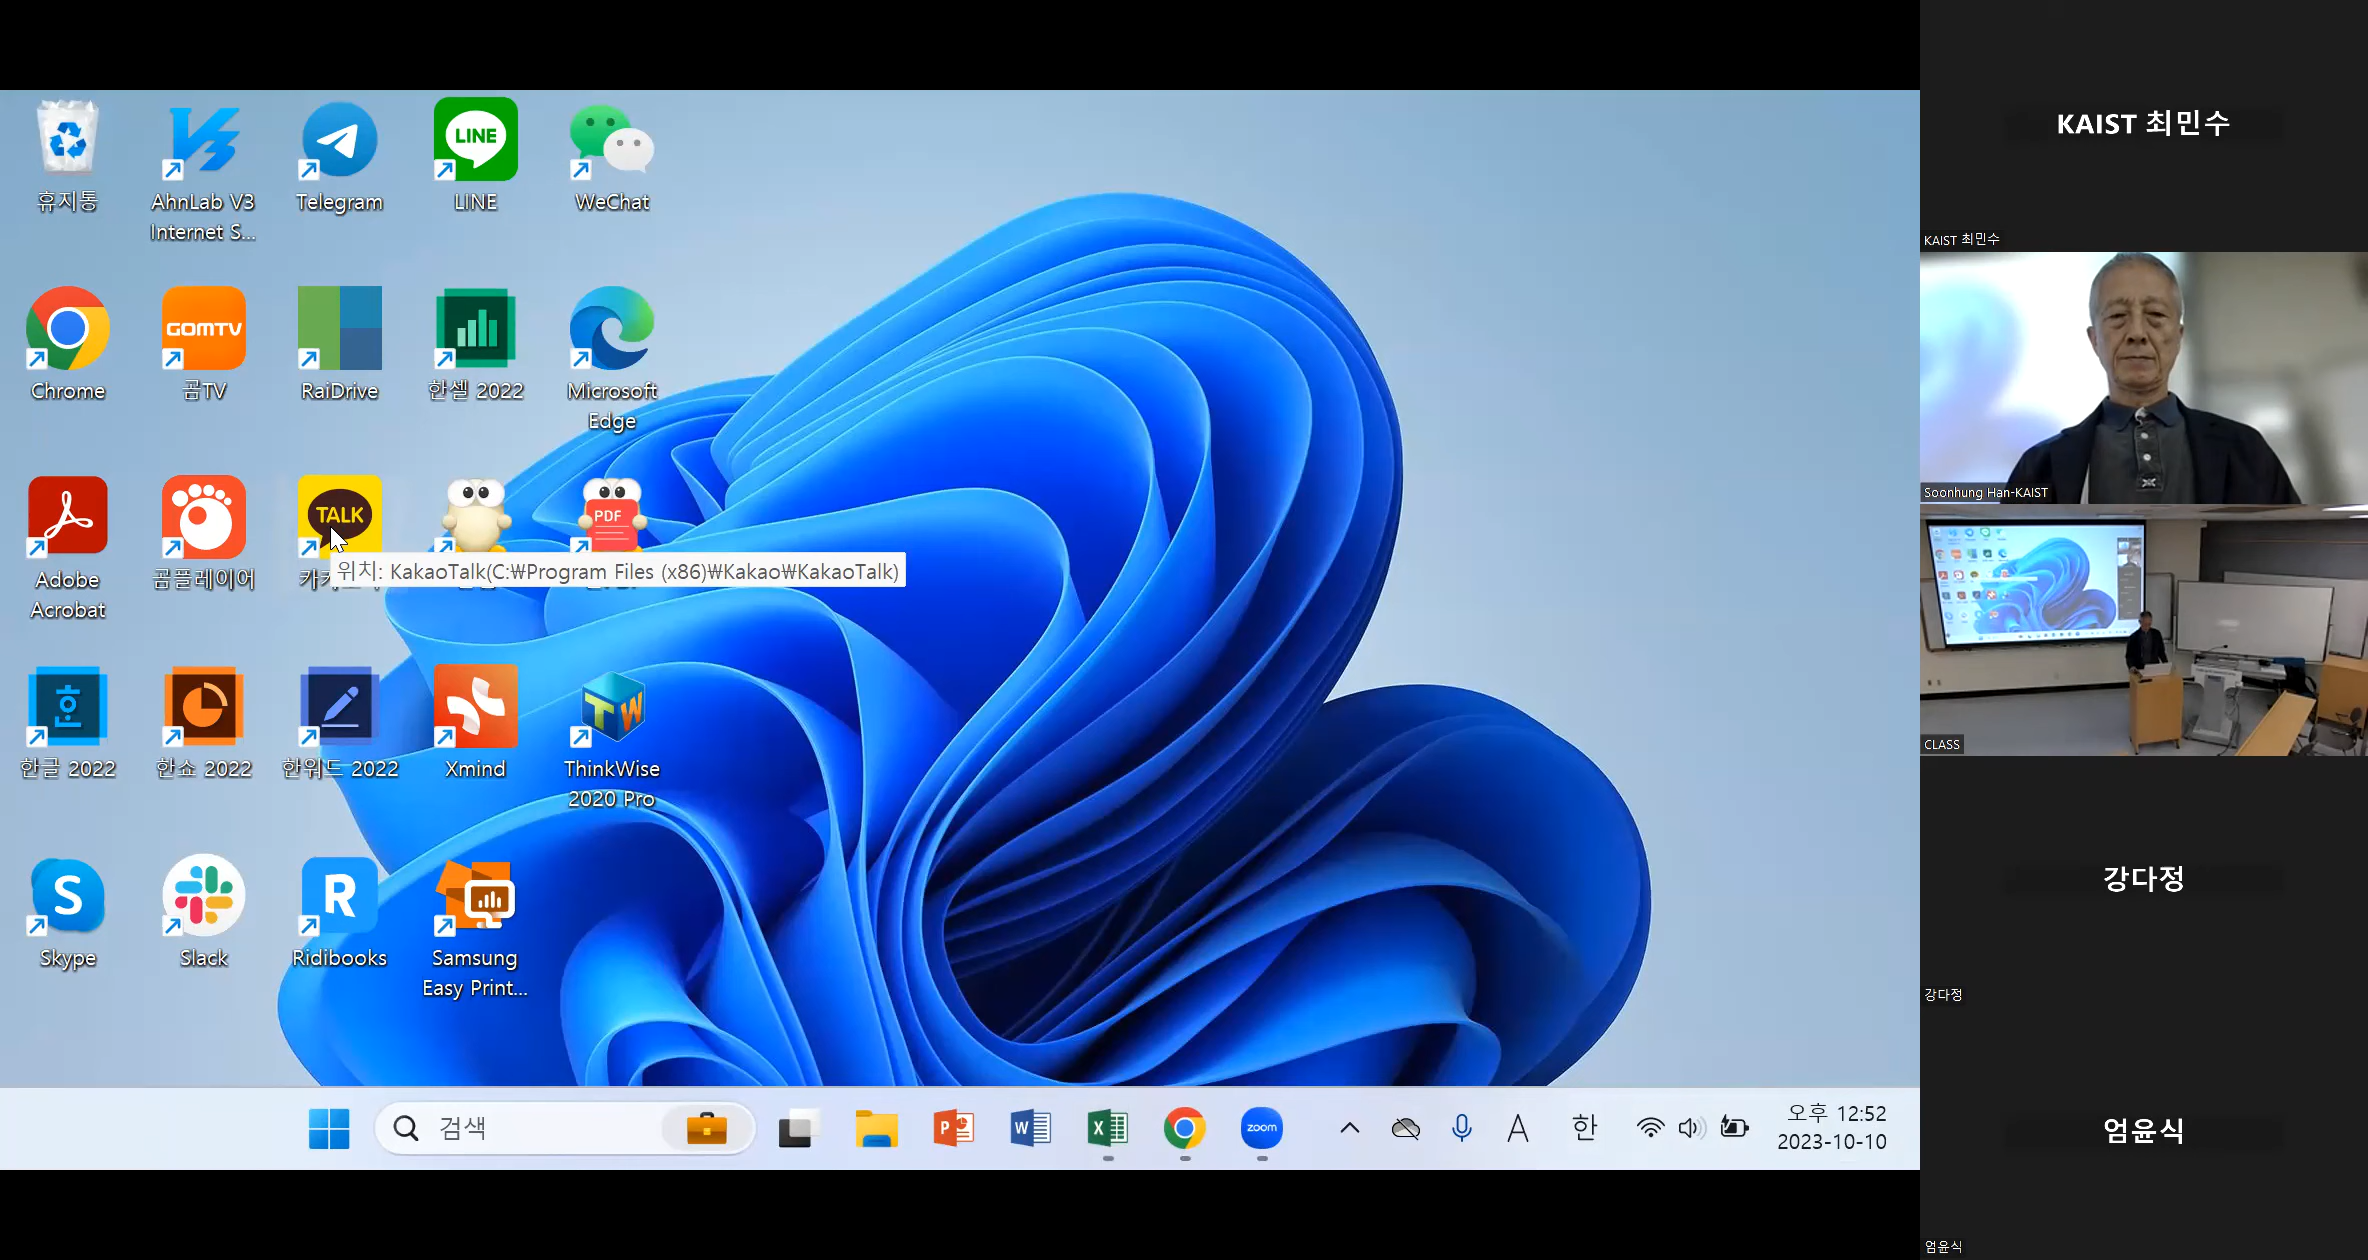 휴지통
AhnLab V3
Internet S...
Telegram
LINE
LINE
WeChat
Chrome
GOMTV
곰TV
RaiDrive
한셀 2022
Microsoft
Edge
Adobe
Acrobat
곰플레이어
TALK
PDF
위치: KakaoTalk(C:₩Program Files (x86)₩Kakao₩KakaoTalk)
한글 2022
한쇼 2022
한워드 2022
Xmind
TW
ThinkWise
2020 Pro
S
Skype
Slack
R
Ridibooks
Samsung
Easy Print...
검색
zoom
A
한
오후 12:52
2023-10-10
KAIST 최민수
KAIST 최민수
Soonhung Han-KAIST
CLASS
강다정
강다정
엄윤식
엄윤식